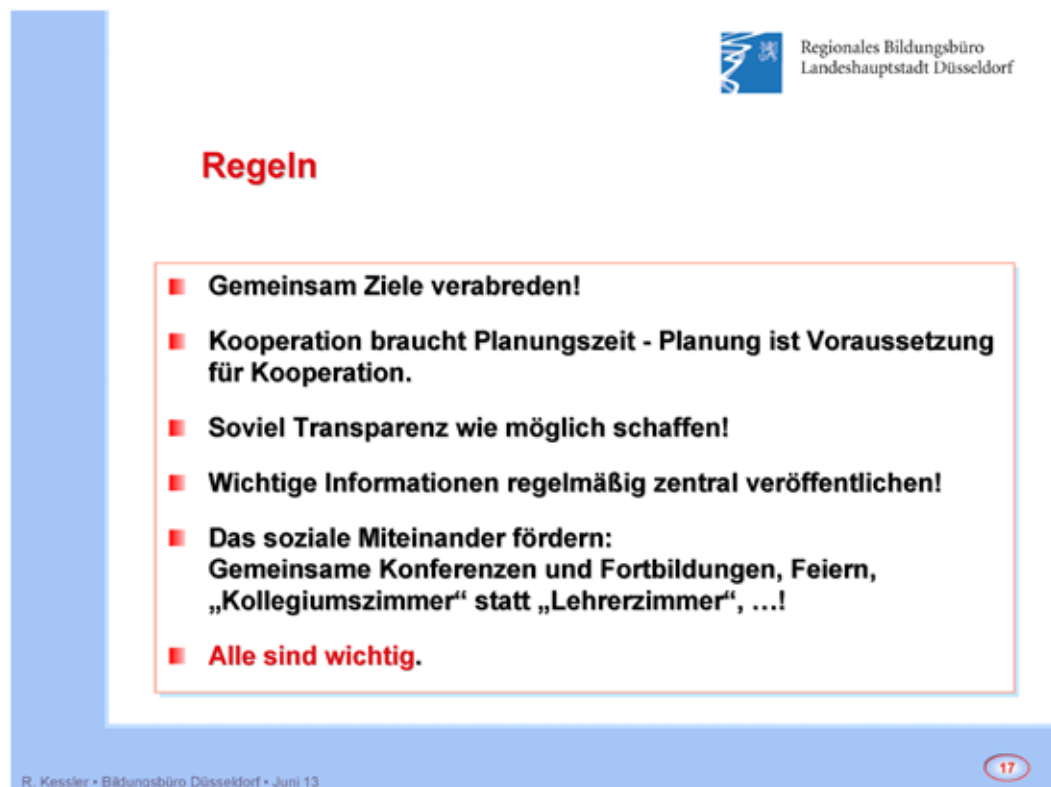 Regionales Bildungsbüro
Landeshauptstadt Düsseldorf
Regeln
Gemeinsam Ziele verabreden!
Kooperation braucht Planungszeit - Planung ist Voraussetzung
für Kooperation.
Soviel Transparenz wie möglich schaffen!
Wichtige Informationen regelmäßig zentral veröffentlichen!
Das soziale Miteinander fördern:
Gemeinsame Konferenzen und Fortbildungen, Feiern,
„Kollegiumszimmer“ statt „Lehrerzimmer“, …!
Alle sind wichtig.
R. Kessler • Bildungsbüro Düsseldorf • Juni 13
17